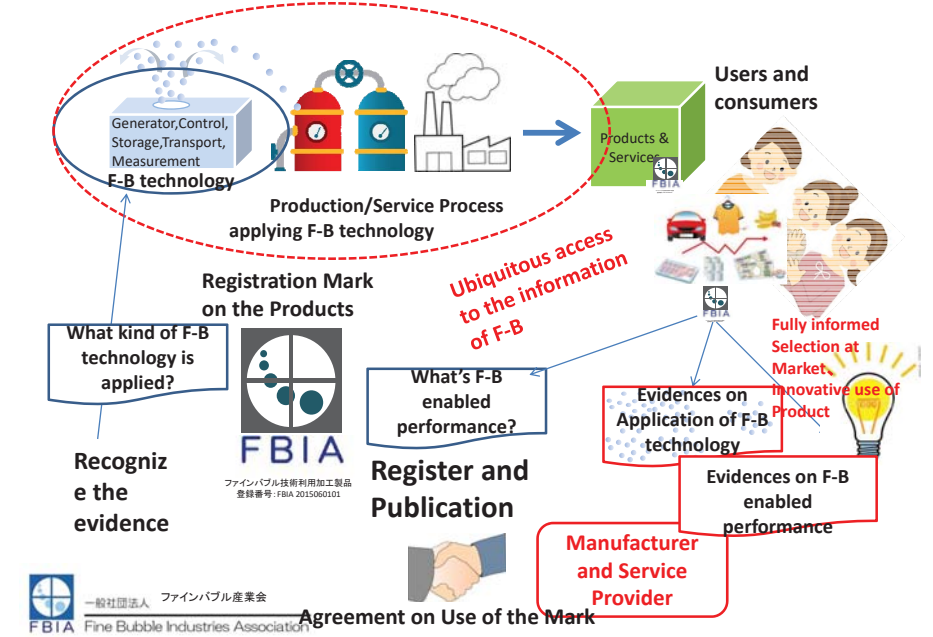 Generator,Control,
Storage,Transport,
Measurement
F-B technology
Production/Service Process
applying F-B technology
Products &
Services
FBIA
Users and
consumers
Ubiquitous access
to the information
of F-B
Registration Mark
on the Products
FBIA
ファインバブル技術利用加工製品
登録番号:FBIA 2015060101
What kind of F-B
technology is
applied?
Recogniz
e the
evidence
What's F-B
enabled
performance?
Register and
Publication
FBIA
Fully informed
Selection at
Market
Innovative use of
Product
Evidences on
Application of F-B
technology
Evidences on F-B
enabled
performance
Manufacturer
and Service
Provider
Agreement on Use of the Mark
FBIA
一般社団法人 ファインバブル産業会
Fine Bubble Industries Association